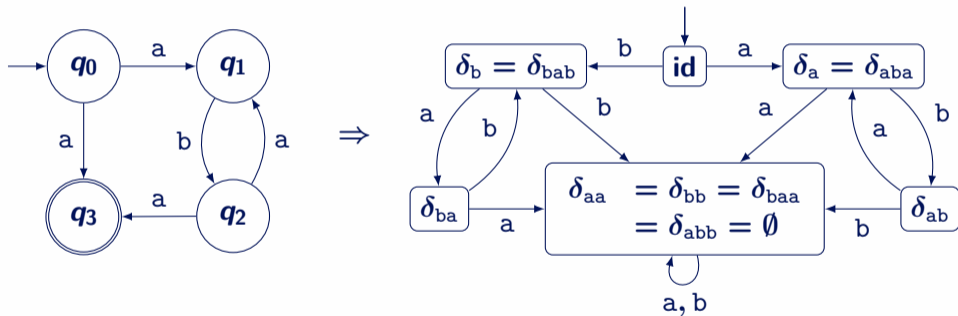 q0 a q1 b id a
δb = δbab δa = δaba
a b a a b b a a b
⇒
q3 a q2 δba a δaa = δbb = δbaa b δab
= δabb = ∅
a, b